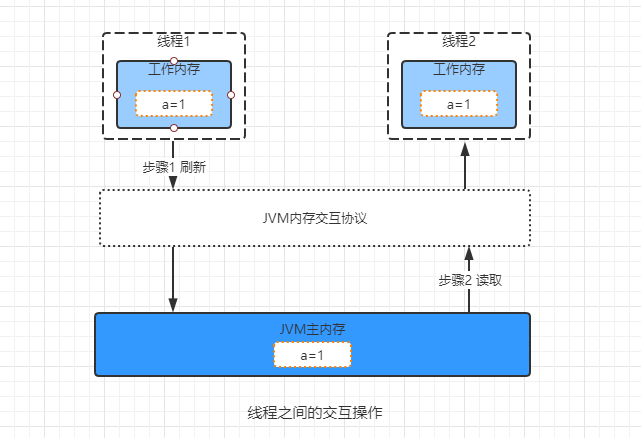 线程1
线程2
工作内存
工作内存
a=1
a=1
步骤1 刷新
JVM内存交互协议
步骤2 读取
JVM主内存
a=1
线程之间的交互操作